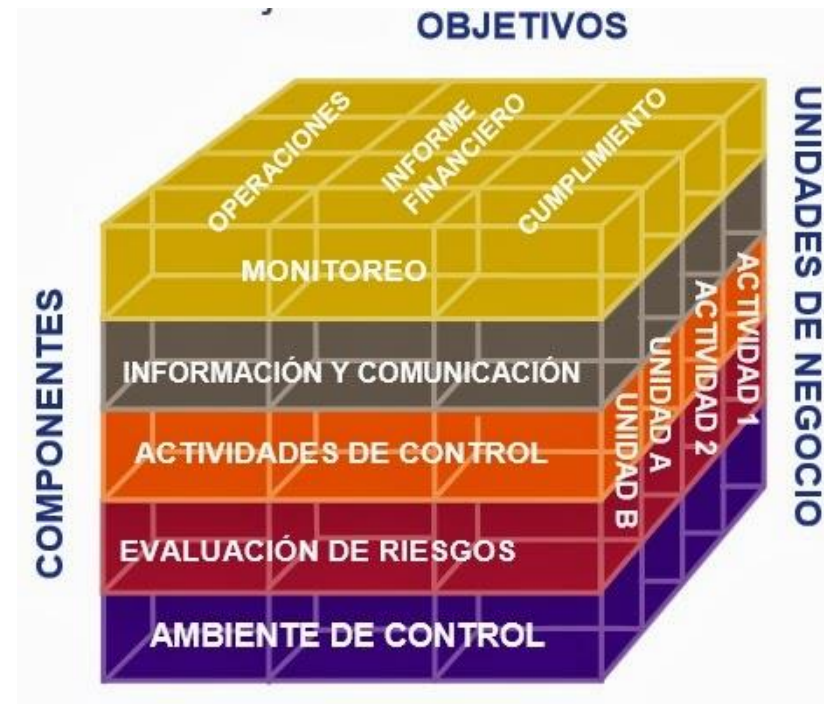 OBJETIVOS
OPERACIONES
INFORME
FINANCIERO
CUMPLIMIENTO
MONITOREO
INFORMACIÓN Y COMUNICACIÓN
ACTIVIDADES DE CONTROL
EVALUACIÓN DE RIESGOS
AMBIENTE DE CONTROL
COMPONENTES
UNIDAD B
UNIDAD A
ACTIVIDAD 2
ACTIVIDAD 1
UNIDADES DE NEGOCIO